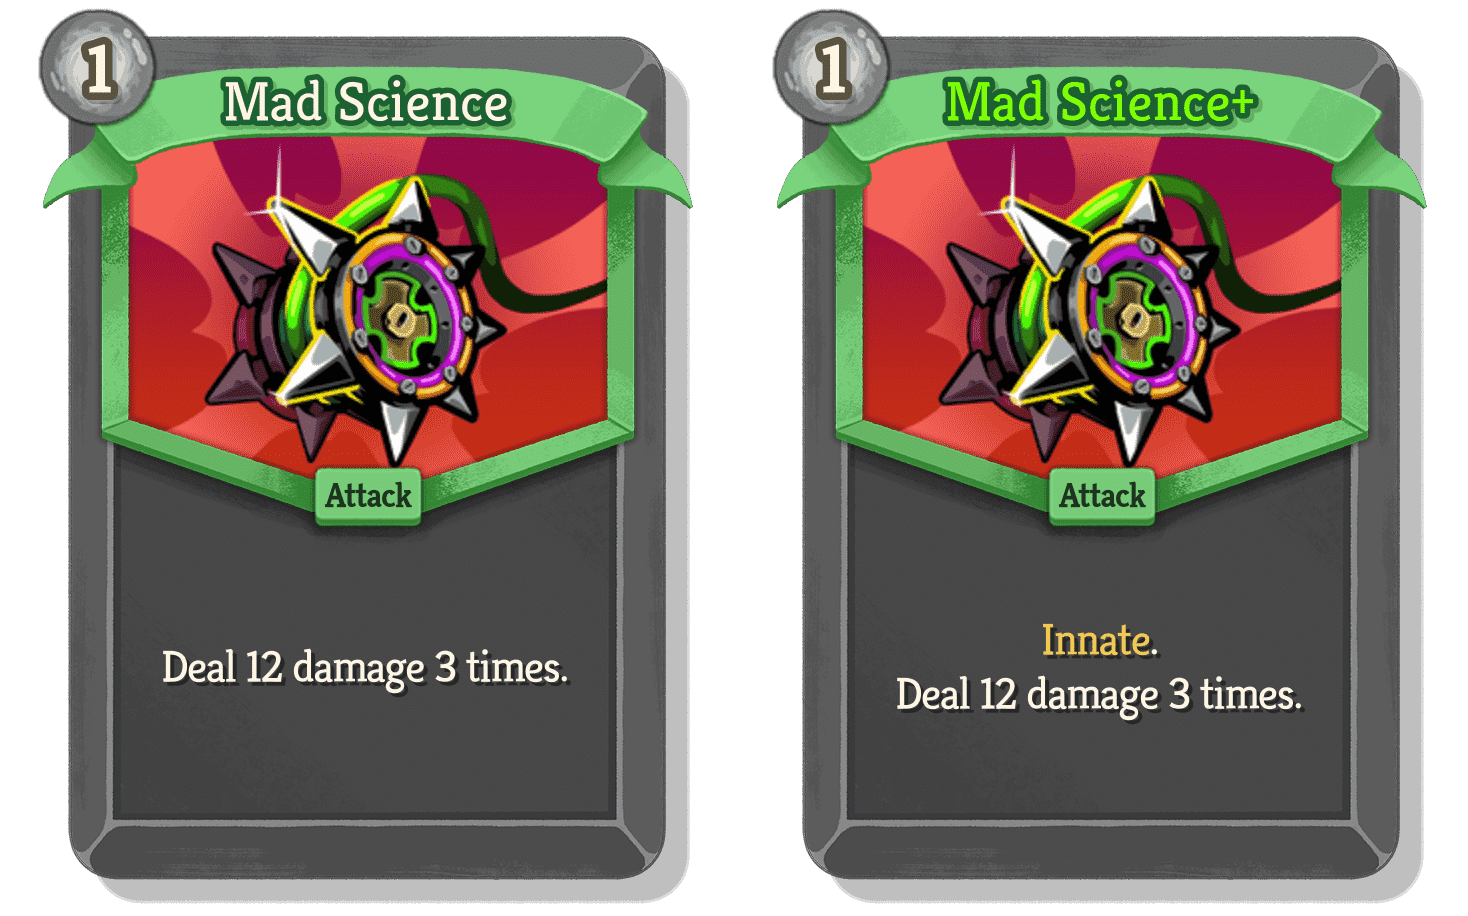 1
Mad Science
Attack
Deal 12 damage 3 times.
1
Mad Science+
Attack
Innate.
Deal 12 damage 3 times.